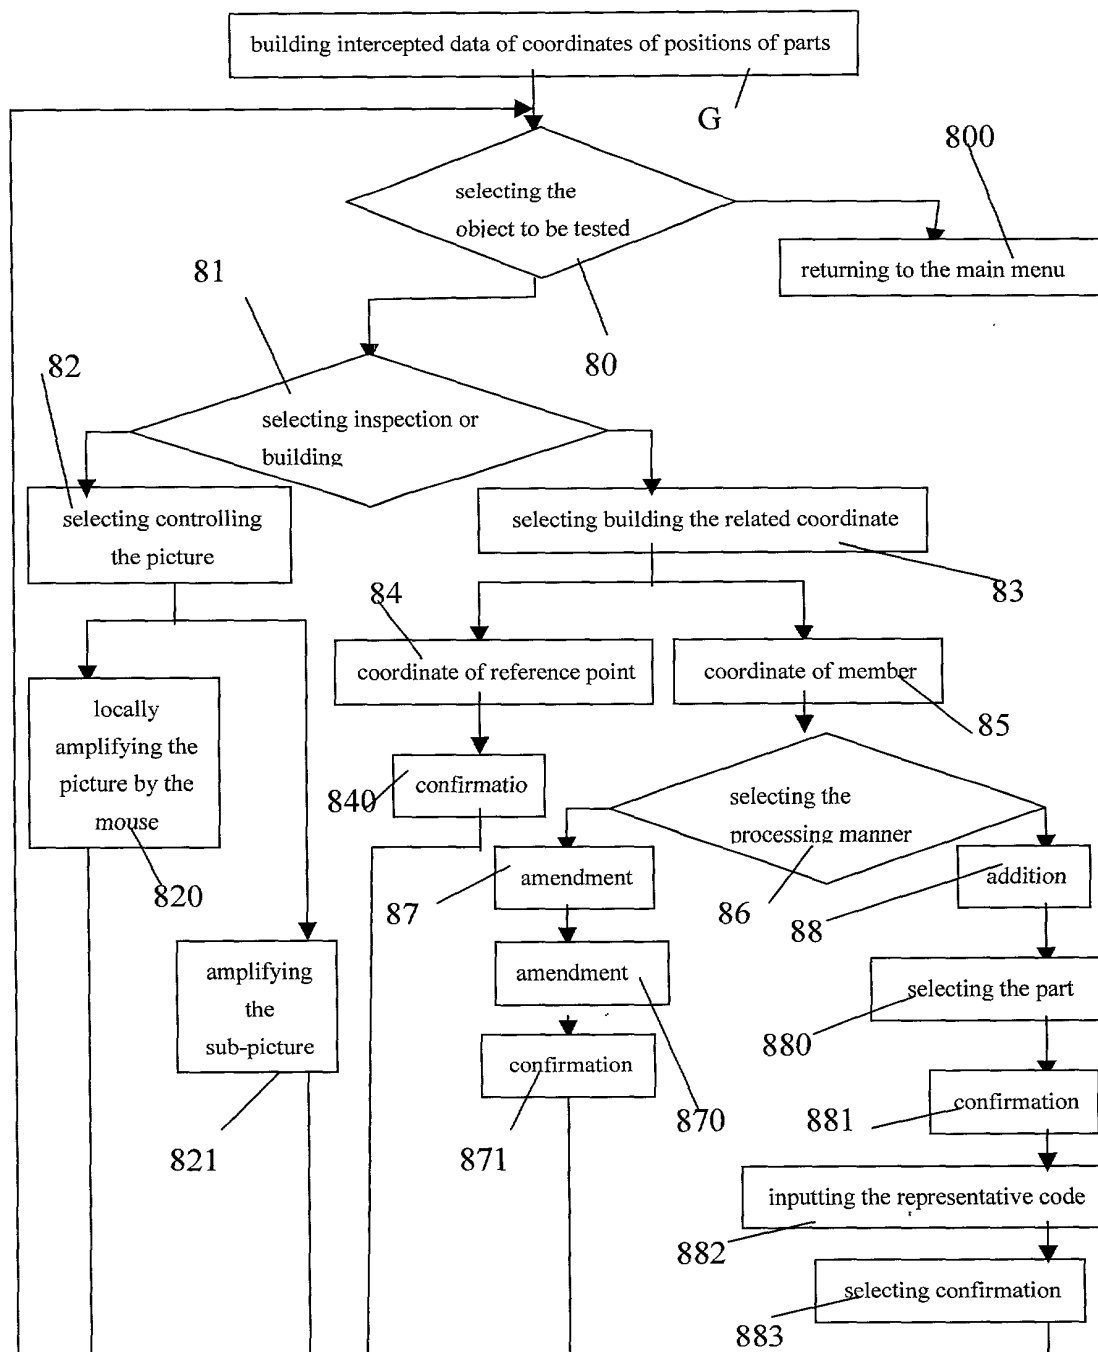 building intercepted data of coordinates of positions of parts
G
800
selecting the
object to be tested
returning to the main menu
81
80
82
selecting inspection or
building
selecting controlling
the picture
selecting building the related coordinate
84
83
coordinate of reference point
coordinate of member
locally
amplifying the
picture by the
mouse
85
840
confirmatio
selecting the
processing manner
820
87
amendment
86
88
addition
amplifying
the
sub-picture
amendment
selecting the part
880
confirmation
870
confirmation
881
821
871
inputting the representative code
882
selecting confirmation
883